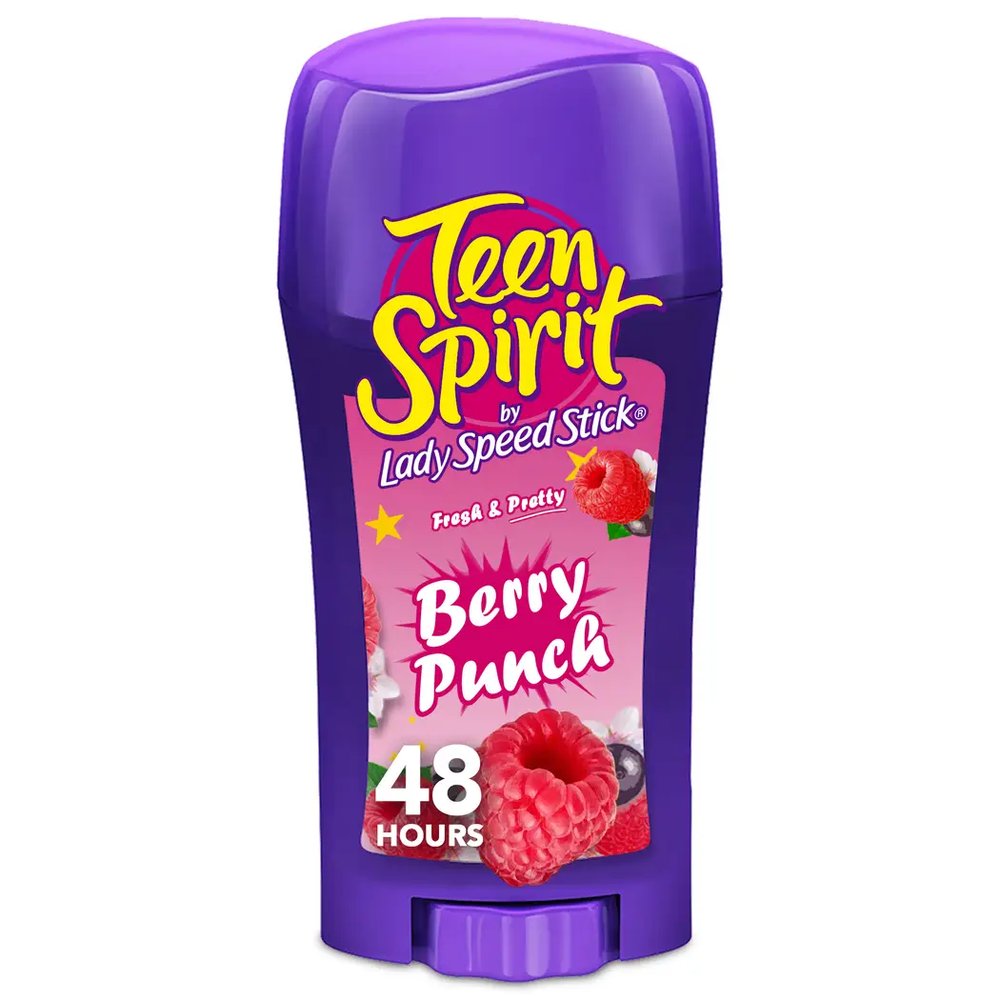 Teen
Spirit
by
Lady Speed Stick®
Fresh & Pretty
Berry
Punch
48
HOURS